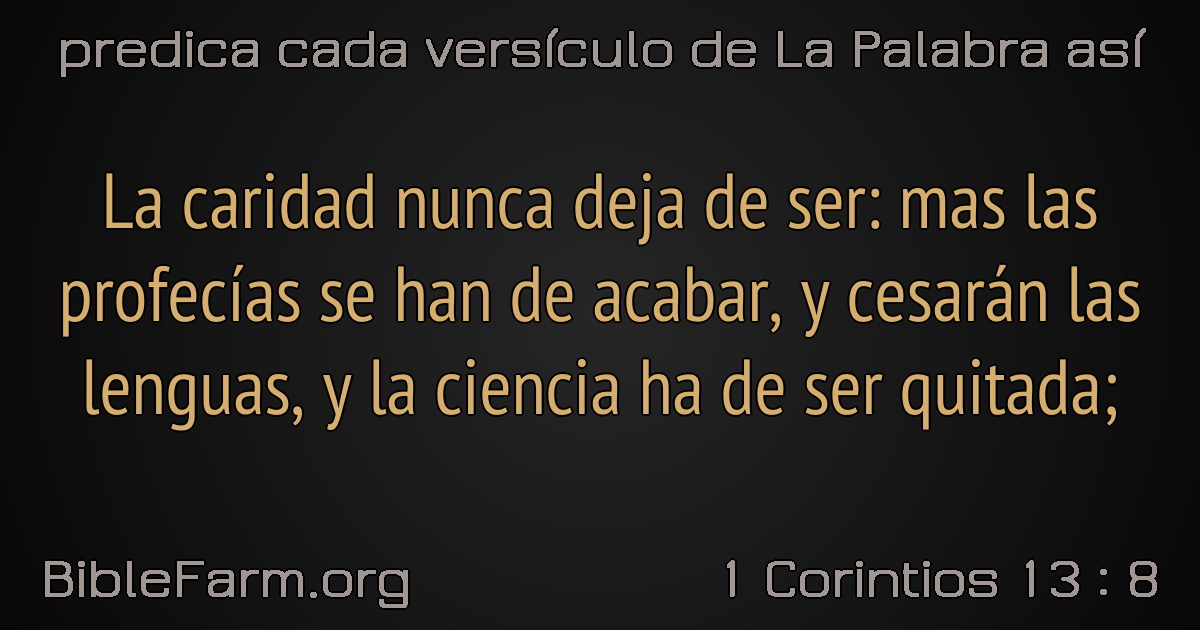 predica cada versículo de La Palabra así
La caridad nunca deja de ser: mas las
profecías se han de acabar, y cesarán las
lenguas, y la ciencia ha de ser quitada;
BibleFarm.org
1 Corintios 13 : 8